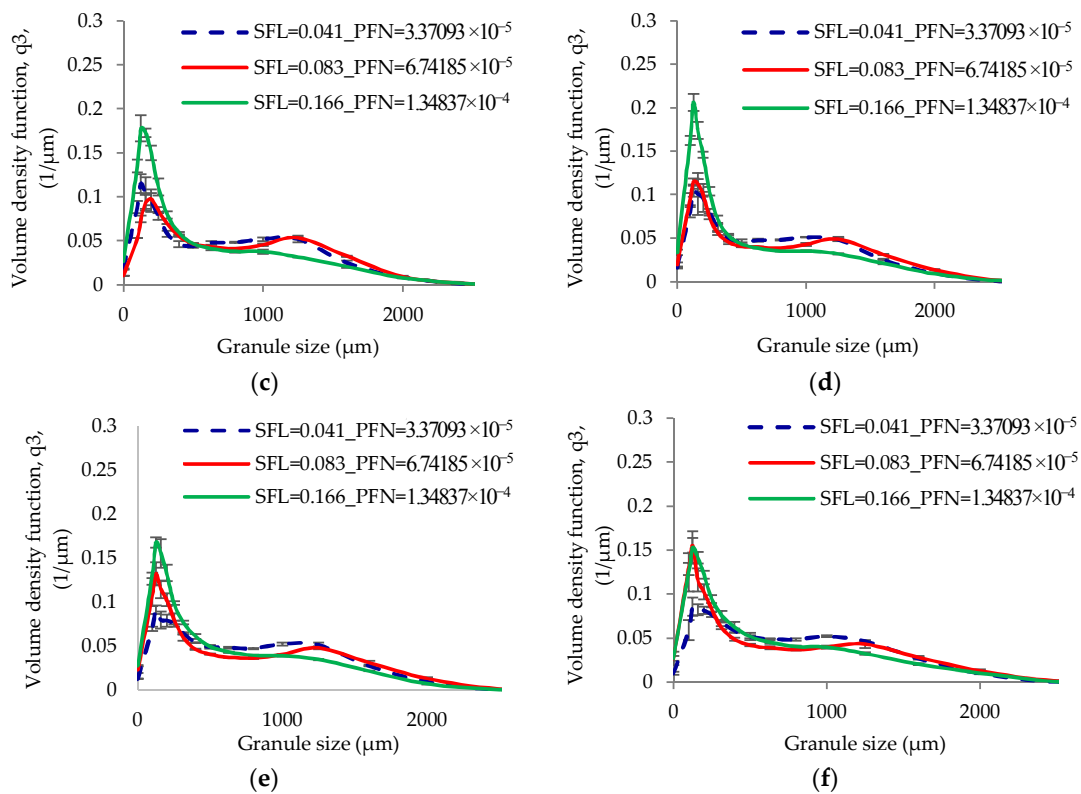 0.3
0.25
0.2
0.15
0.1
0.05
0
Volume density function, q3,
(1/μm)
SFL=0.041_PFN=3.37093 ×10⁻⁵
SFL=0.083_PFN=6.74185 ×10⁻⁵
SFL=0.166_PFN=1.34837 ×10⁻⁴
0 1000 2000
Granule size (μm)
(c)
0.3
0.25
0.2
0.15
0.1
0.05
0
Volume density function, q3,
(1/μm)
SFL=0.041_PFN=3.37093 ×10⁻⁵
SFL=0.083_PFN=6.74185 ×10⁻⁵
SFL=0.166_PFN=1.34837×10⁻⁴
0 1000 2000
Granule size (μm)
(d)
0.3
0.25
0.2
0.15
0.1
0.05
0
Volume density function, q3,
(1/μm)
SFL=0.041_PFN=3.37093 ×10⁻⁵
SFL=0.083_PFN=6.74185 ×10⁻⁵
SFL=0.166_PFN=1.34837×10⁻⁴
0 1000 2000
Granule size (μm)
(e)
0.3
0.25
0.2
0.15
0.1
0.05
0
Volume density function, q3,
(1/μm)
SFL=0.041_PFN=3.37093×10⁻⁵
SFL=0.083_PFN=6.74185 ×10⁻⁵
SFL=0.166_PFN=1.34837×10⁻⁴
0 1000 2000
Granule size (μm)
(f)